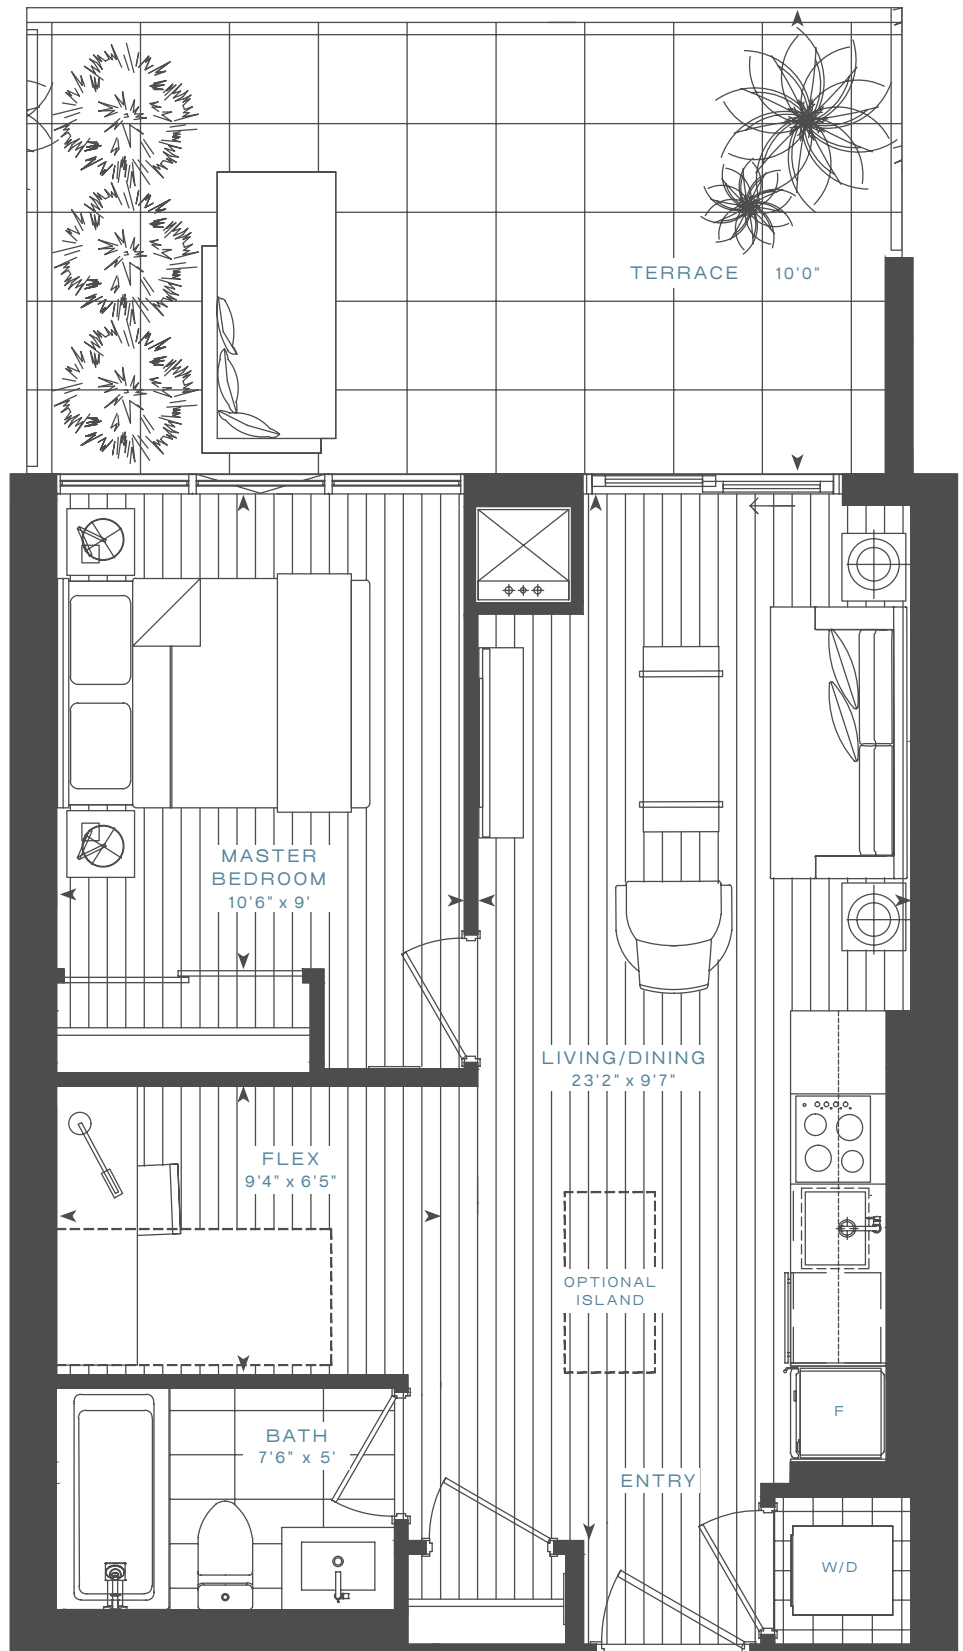 TERRACE 10'0"
MASTER
BEDROOM
10'6" x 9'
LIVING/DINING
23'2" x 9'7"
FLEX
9'4" x 6'5"
OPTIONAL
ISLAND
F
BATH
7'6" x 5'
ENTRY
W/D